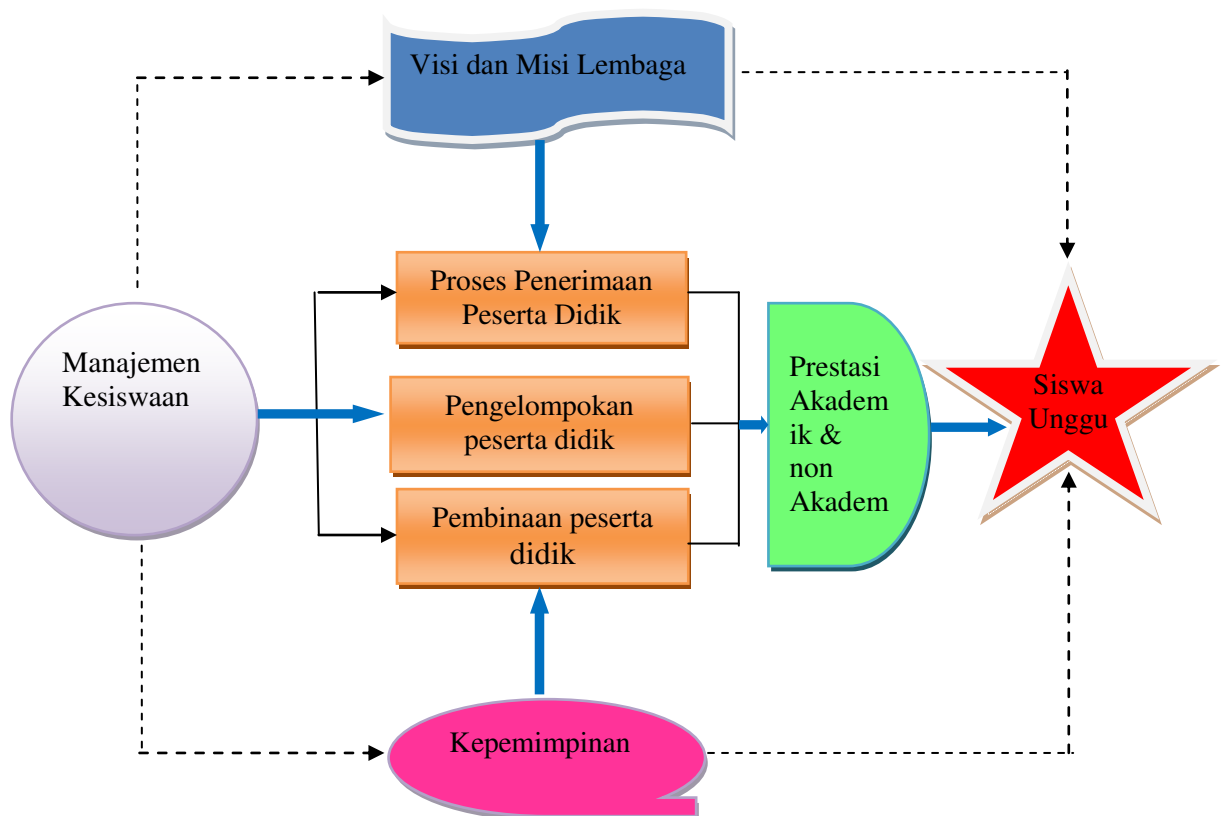 Visi dan Misi Lembaga
Proses Penerimaan
Peserta Didik
Manajemen
Kesiswaan
Pengelompokan
peserta didik
Pembinaan peserta
didik
Prestasi
Akadem
ik &
non
Akadem
Siswa
Unggu
Kepemimpinan